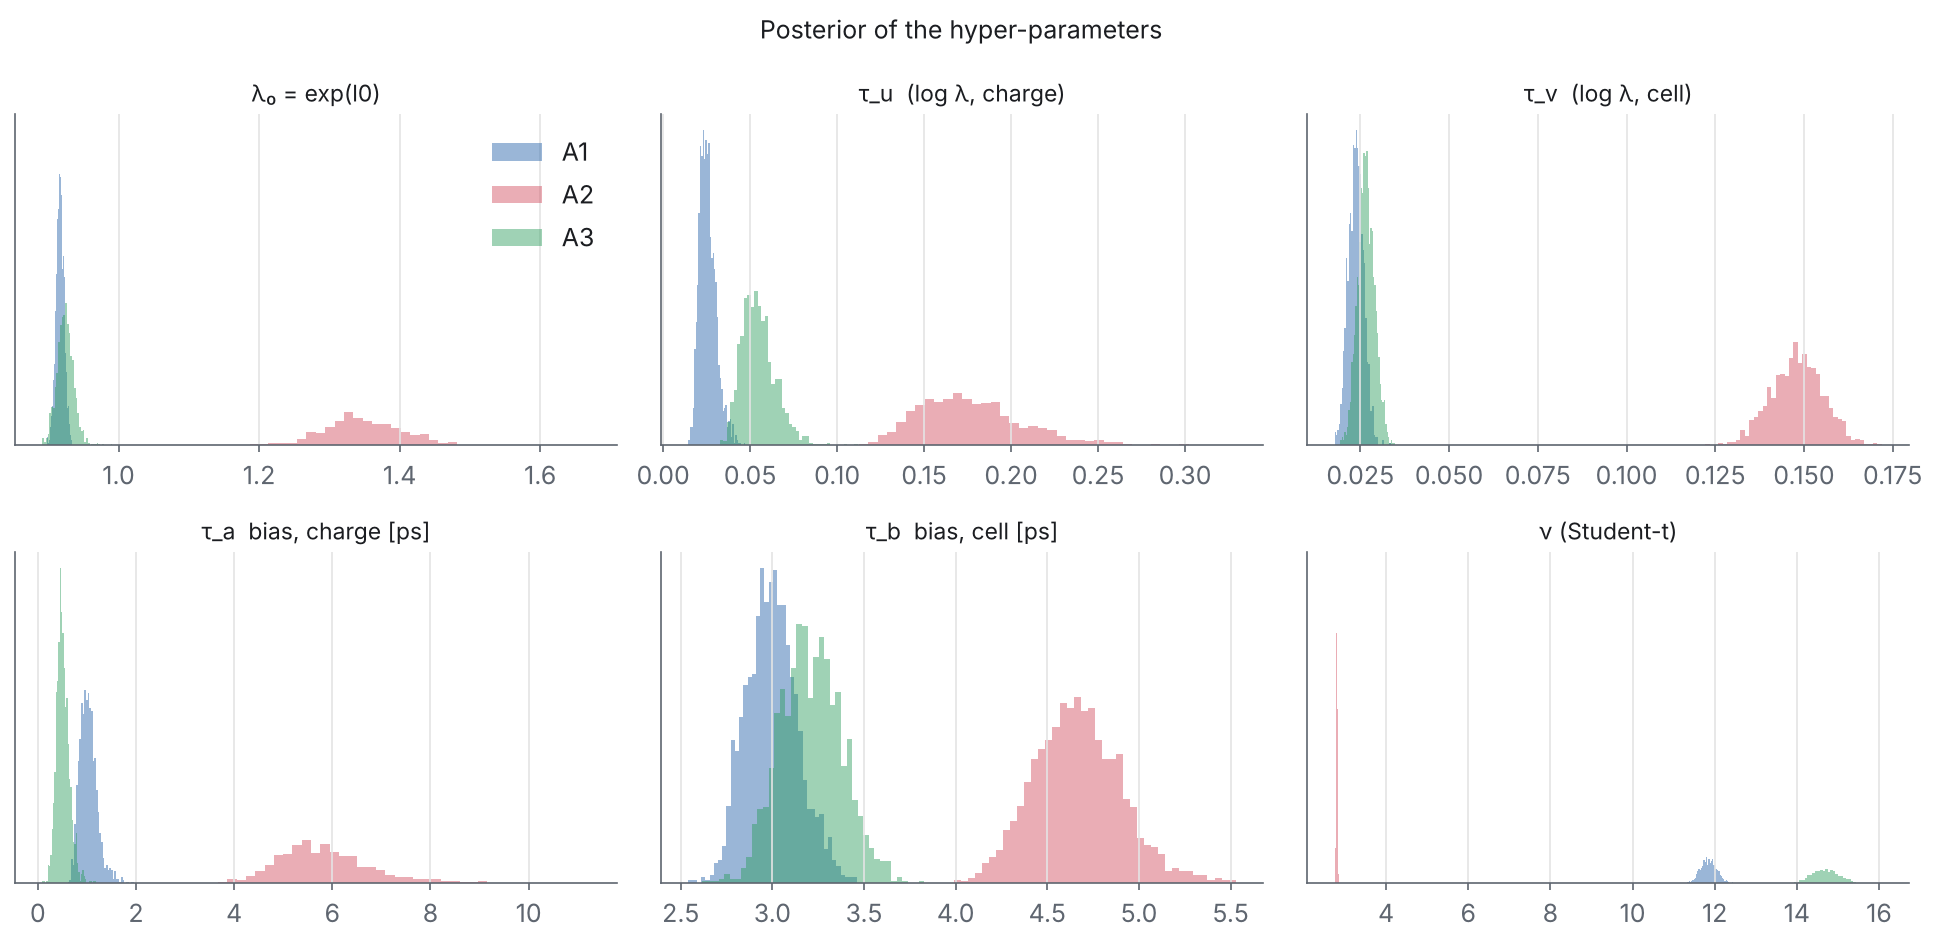 Posterior of the hyper-parameters
λ₀ = exp(l0)
τ_u (log λ, charge)
τ_v (log λ, cell)
A1
A2
A3
1.0 1.2 1.4 1.6
0.00 0.05 0.10 0.15 0.20 0.25 0.30
0.025 0.050 0.075 0.100 0.125 0.150 0.175
τ_a bias, charge [ps]
τ_b bias, cell [ps]
ν (Student-t)
0 2 4 6 8 10
2.5 3.0 3.5 4.0 4.5 5.0 5.5
4 6 8 10 12 14 16